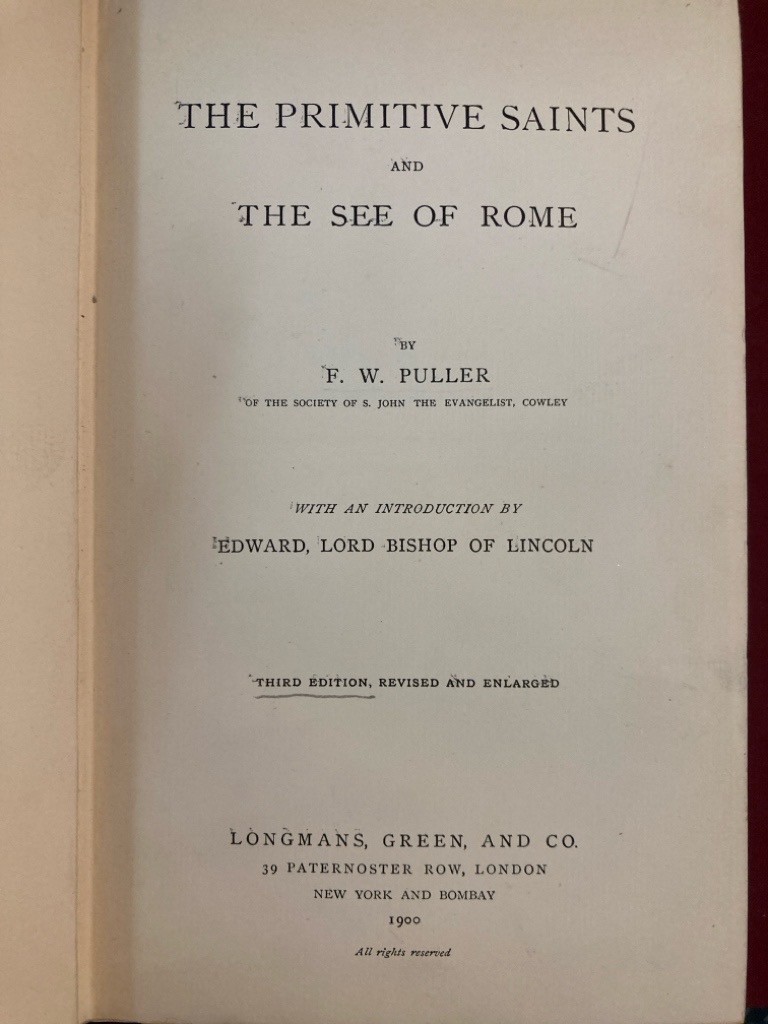 THE PRIMITIVE SAINTS
AND
THE SEE OF ROME
BY
F. W. PULLER
OF THE SOCIETY OF S. JOHN THE EVANGELIST, COWLEY
WITH AN INTRODUCTION BY
EDWARD, LORD BISHOP OF LINCOLN
THIRD EDITION, REVISED AND ENLARGED
LONGMANS, GREEN, AND CO.
39 PATERNOSTER ROW, LONDON
NEW YORK AND BOMBAY
1900
All rights reserved